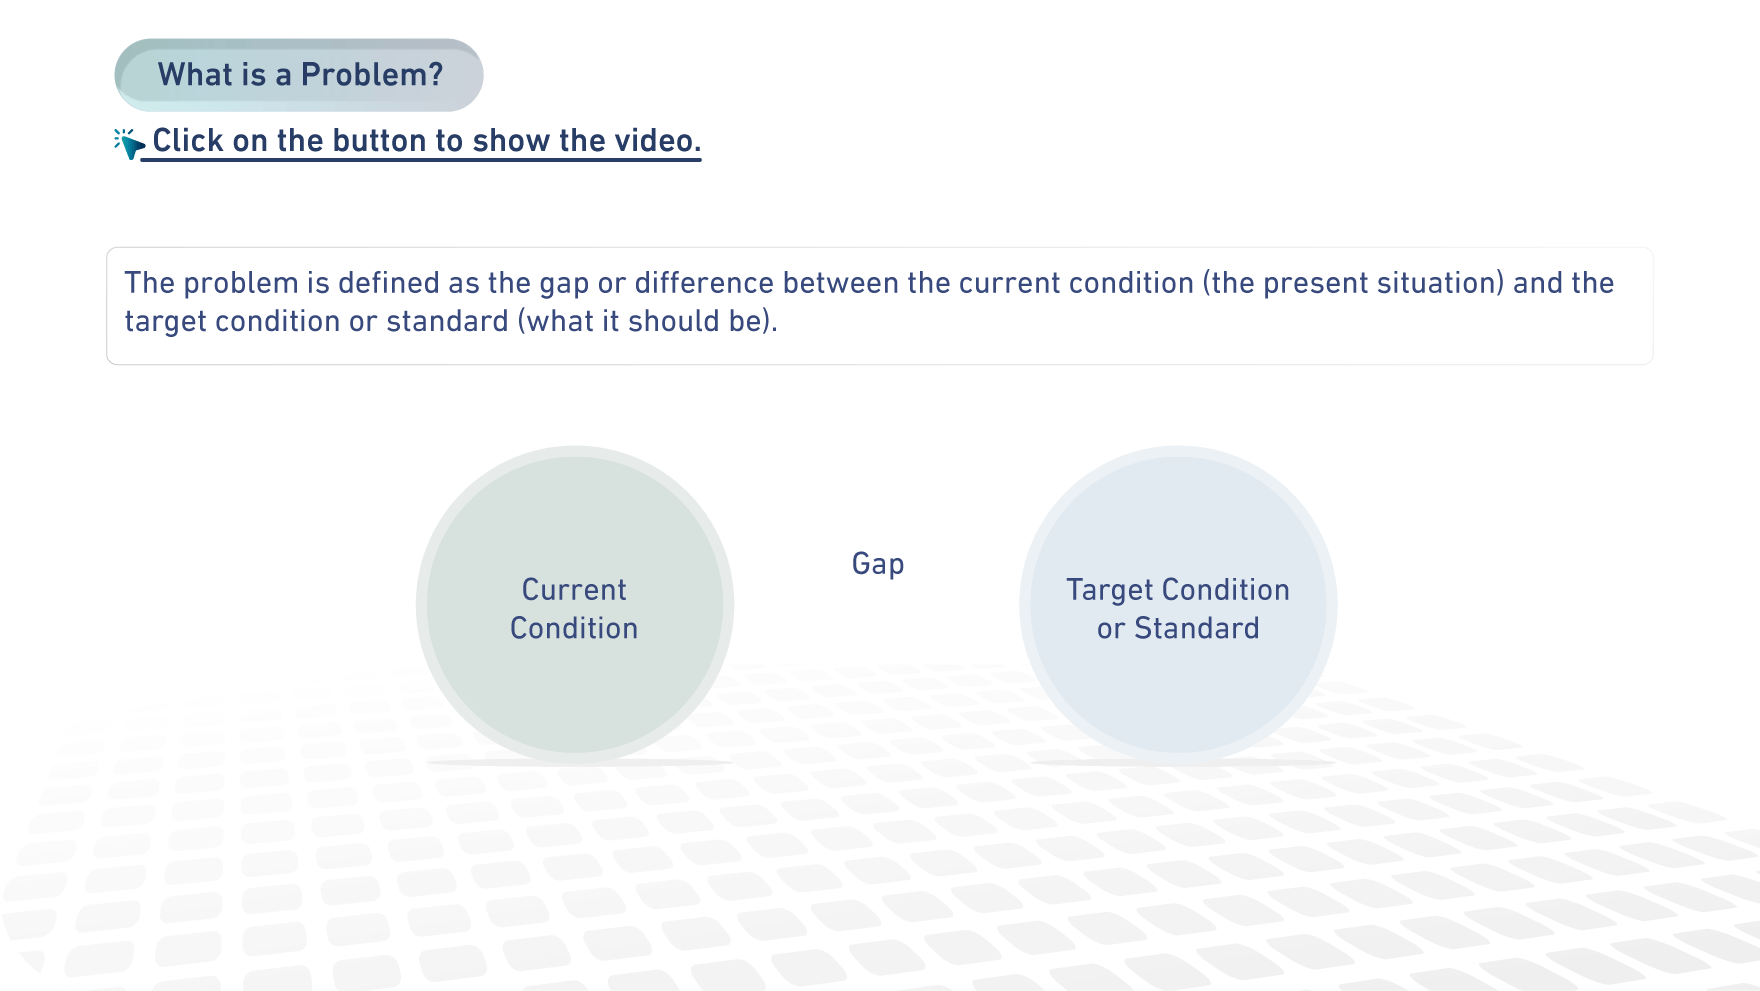 What is a Problem?
Click on the button to show the video.
The problem is defined as the gap or difference between the current condition (the present situation) and the
target condition or standard (what it should be).
Current
Condition
Gap
Target Condition
or Standard